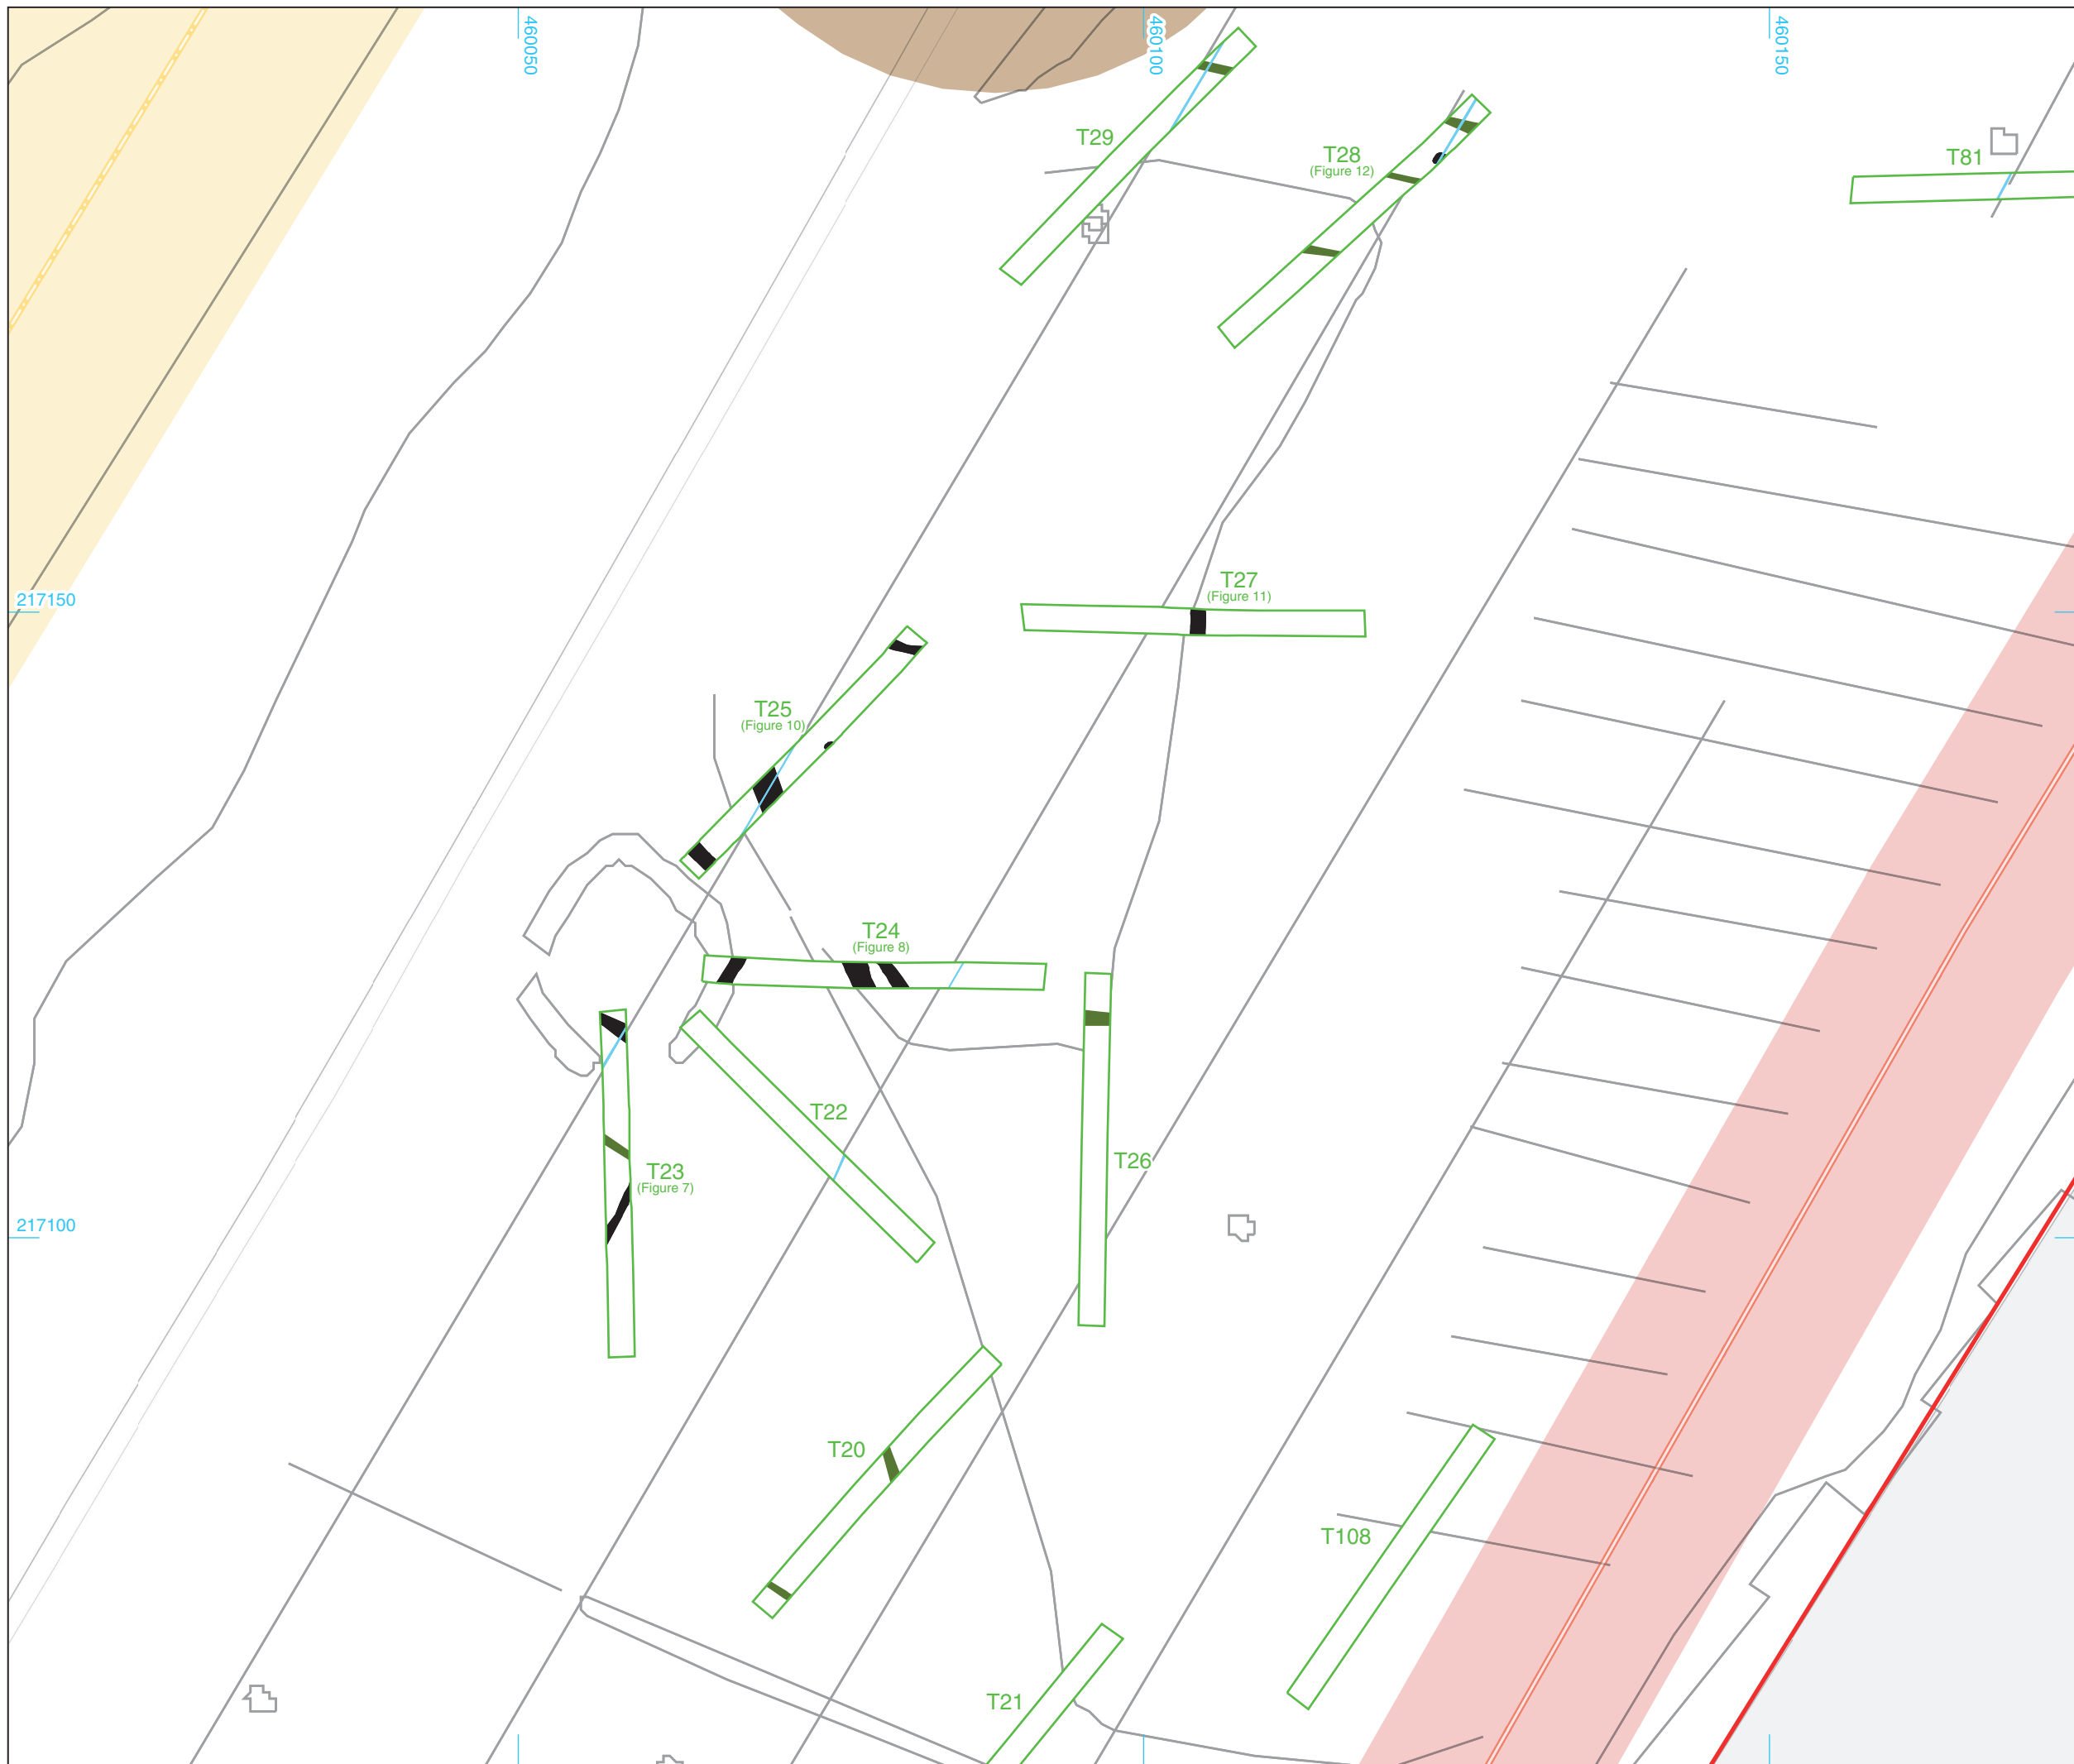 460050
460100
460150
T29
T28
(Figure 12)
T81
T27
(Figure 11)
217150
T25
(Figure 10)
T24
(Figure 8)
T22
T26
T23
(Figure 7)
217100
T20
T108
T21